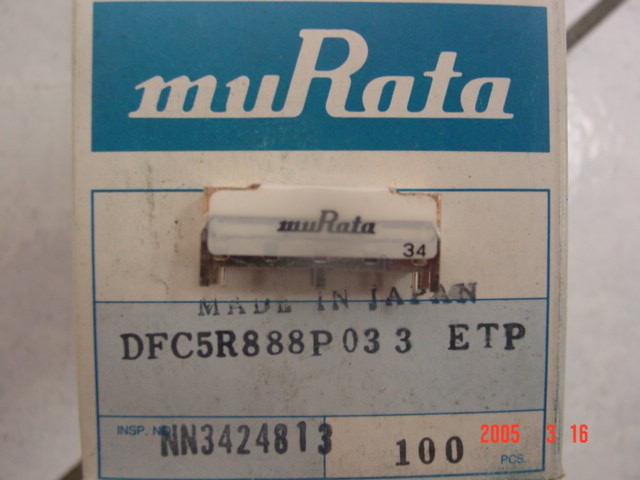 muRata
muRata
34
MADE IN JAPAN
DFC5R888P033 ETP
INSP. NO. NN3424813
100 PCS.
2005 3 16